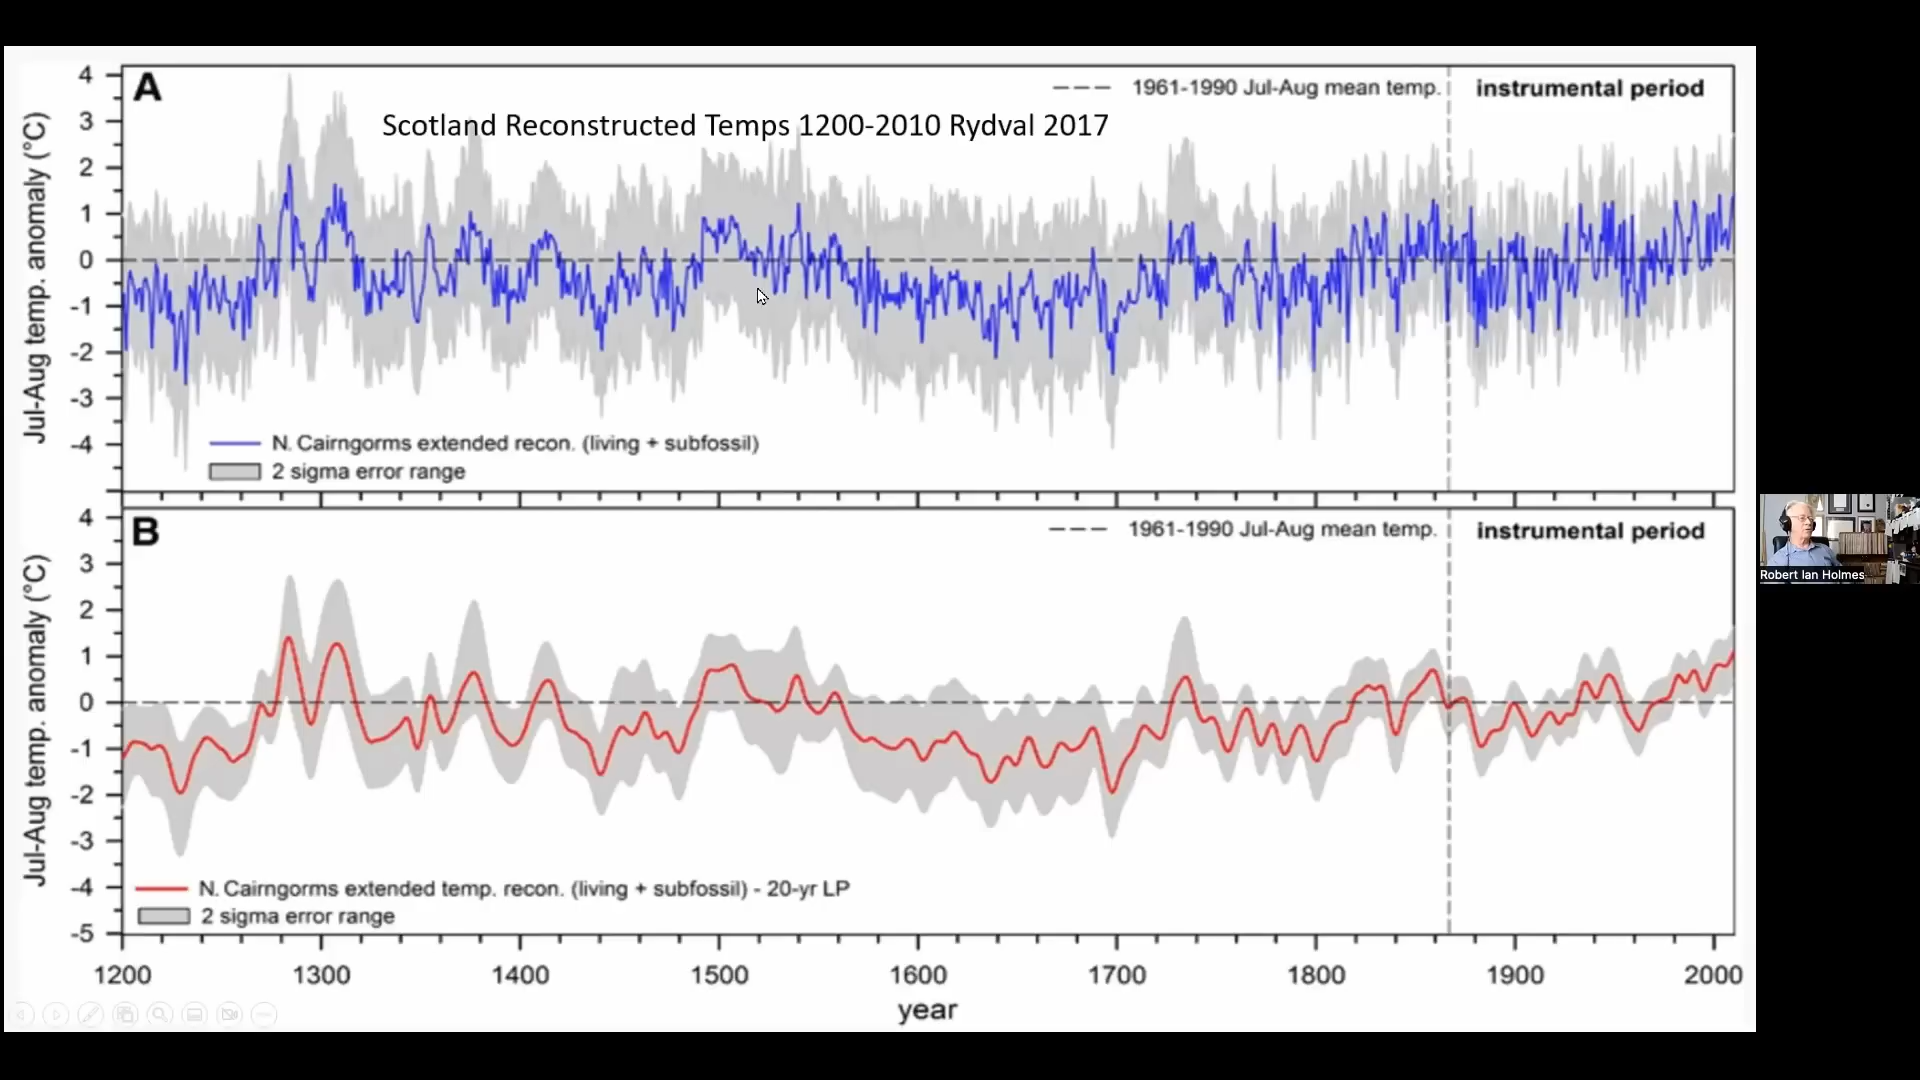 A
1961-1990 Jul-Aug mean temp.
instrumental period
Scotland Reconstructed Temps 1200-2010 Rydval 2017
Jul-Aug temp. anomaly (°C)
4
3
2
1
0
-1
-2
-3
-4
N. Cairngorms extended recon. (living + subfossil)
2 sigma error range
B
1961-1990 Jul-Aug mean temp.
instrumental period
Jul-Aug temp. anomaly (°C)
4
3
2
1
0
-1
-2
-3
-4
-5
N. Cairngorms extended temp. recon. (living + subfossil) - 20-yr LP
2 sigma error range
1200 1300 1400 1500 1600 1700 1800 1900 2000
year
Robert Ian Holmes